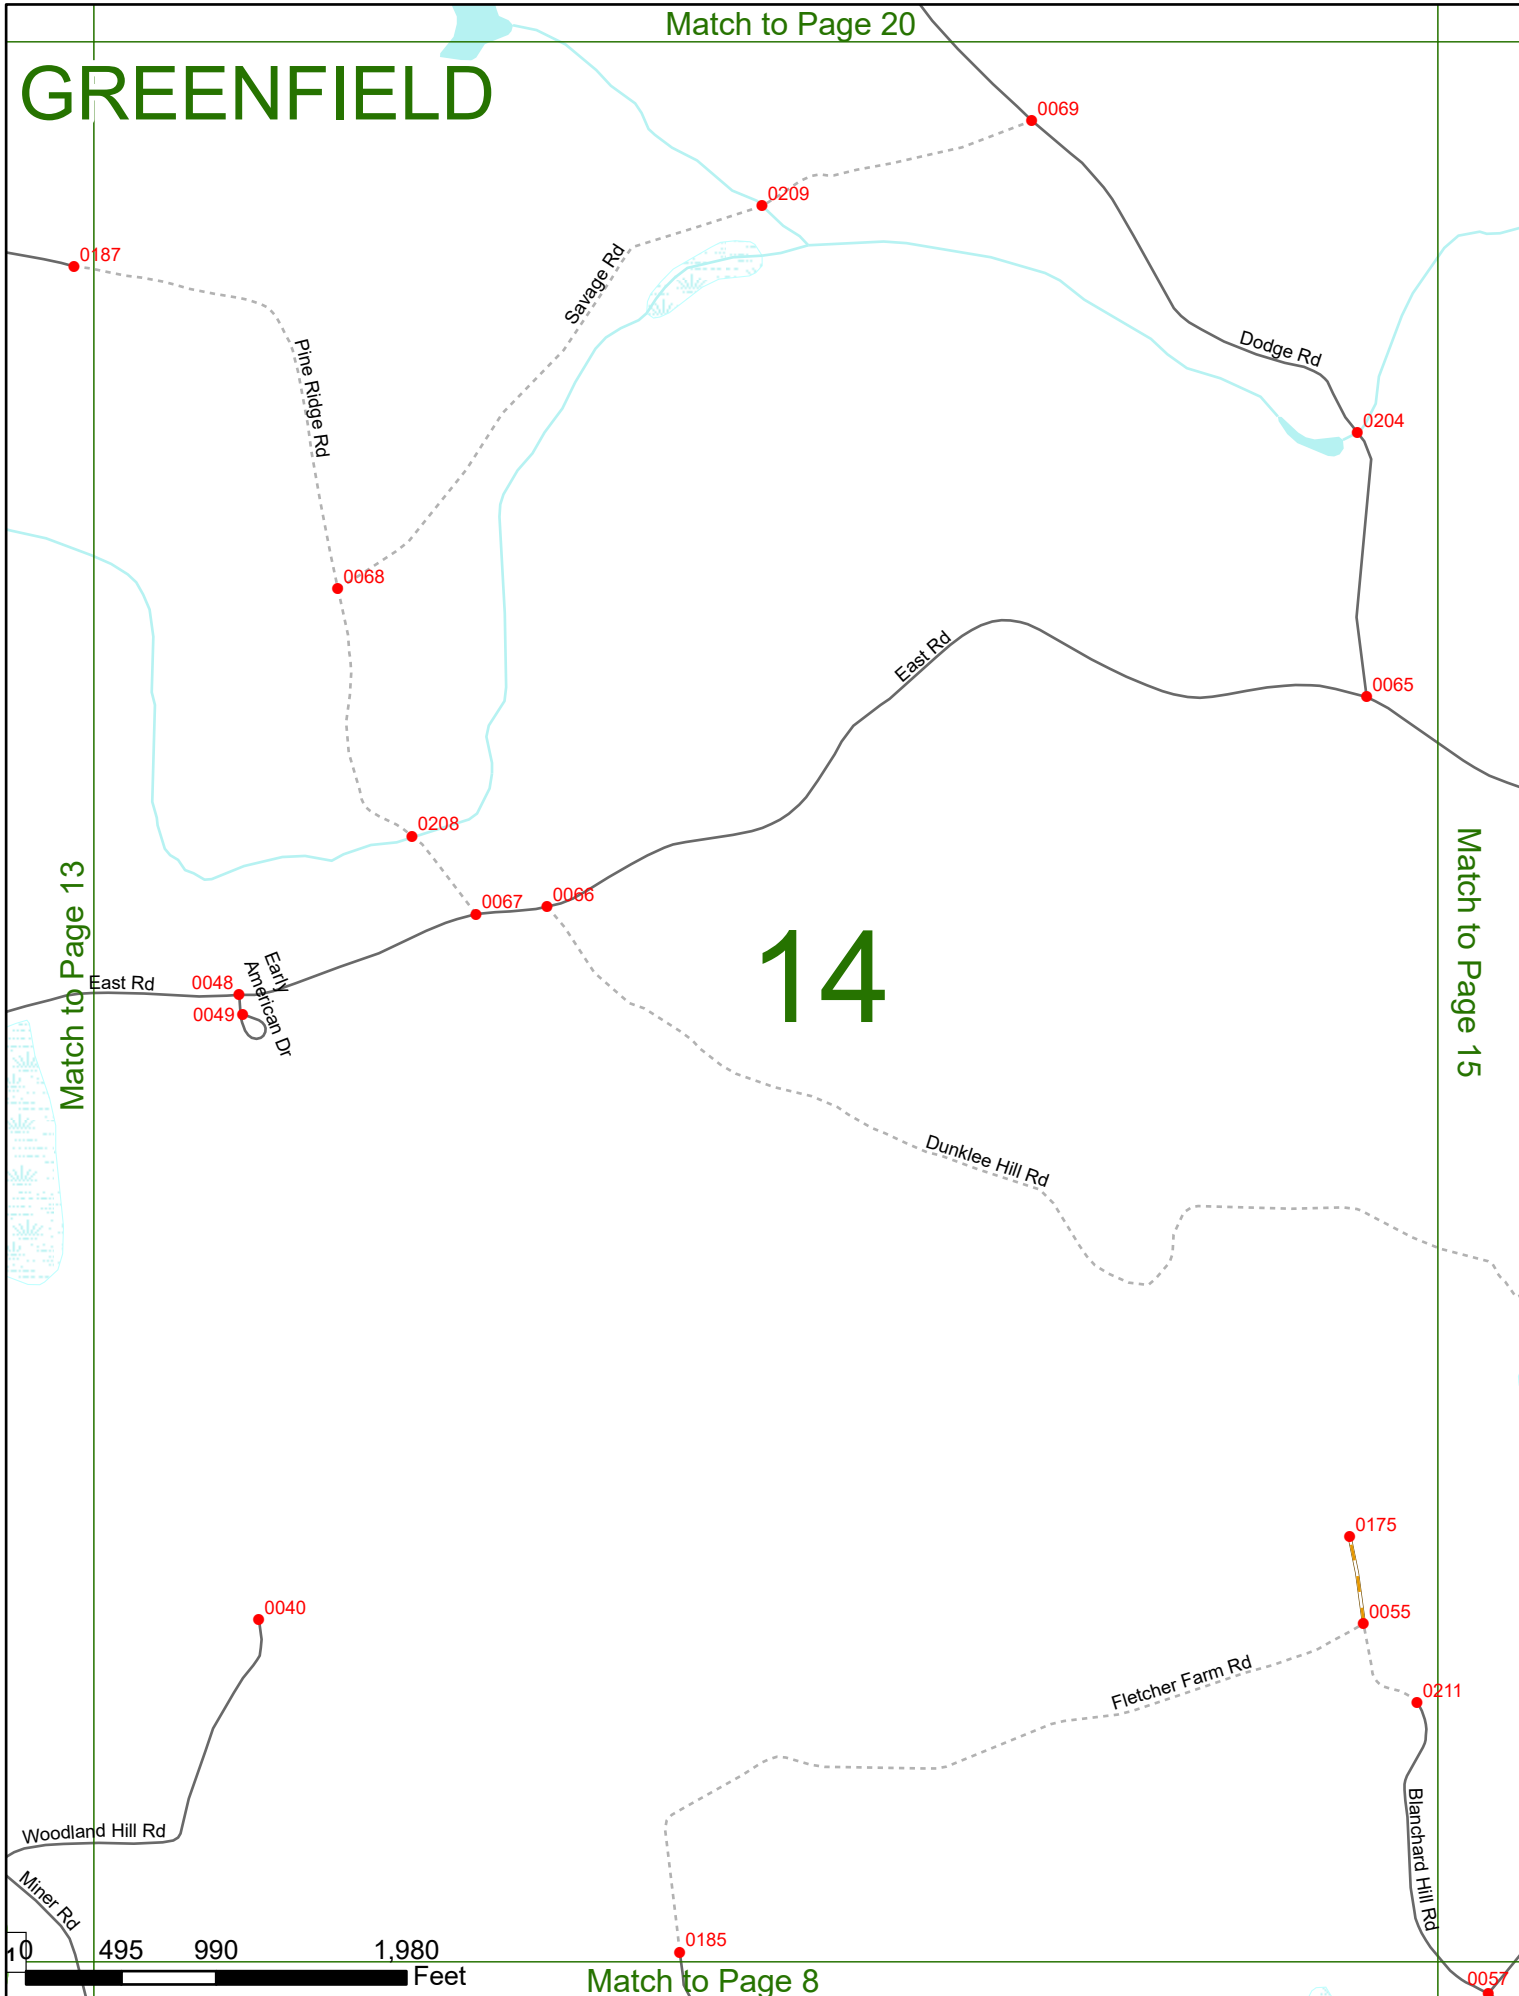 Match to Page 20
GREENFIELD
0069
0209
0187
Savage Rd
Pine Ridge Rd
Dodge Rd
0204
0068
East Rd
0065
0208
Match to Page 13
Match to Page 15
0067
0066
14
East Rd
0048
Early
American Dr
0049
Dunklee Hill Rd
0175
0040
0055
Fletcher Farm Rd
0211
Blanchard Hill Rd
Woodland Hill Rd
Miner Rd
0185
0 495 990 1,980
Feet
Match to Page 8
0057